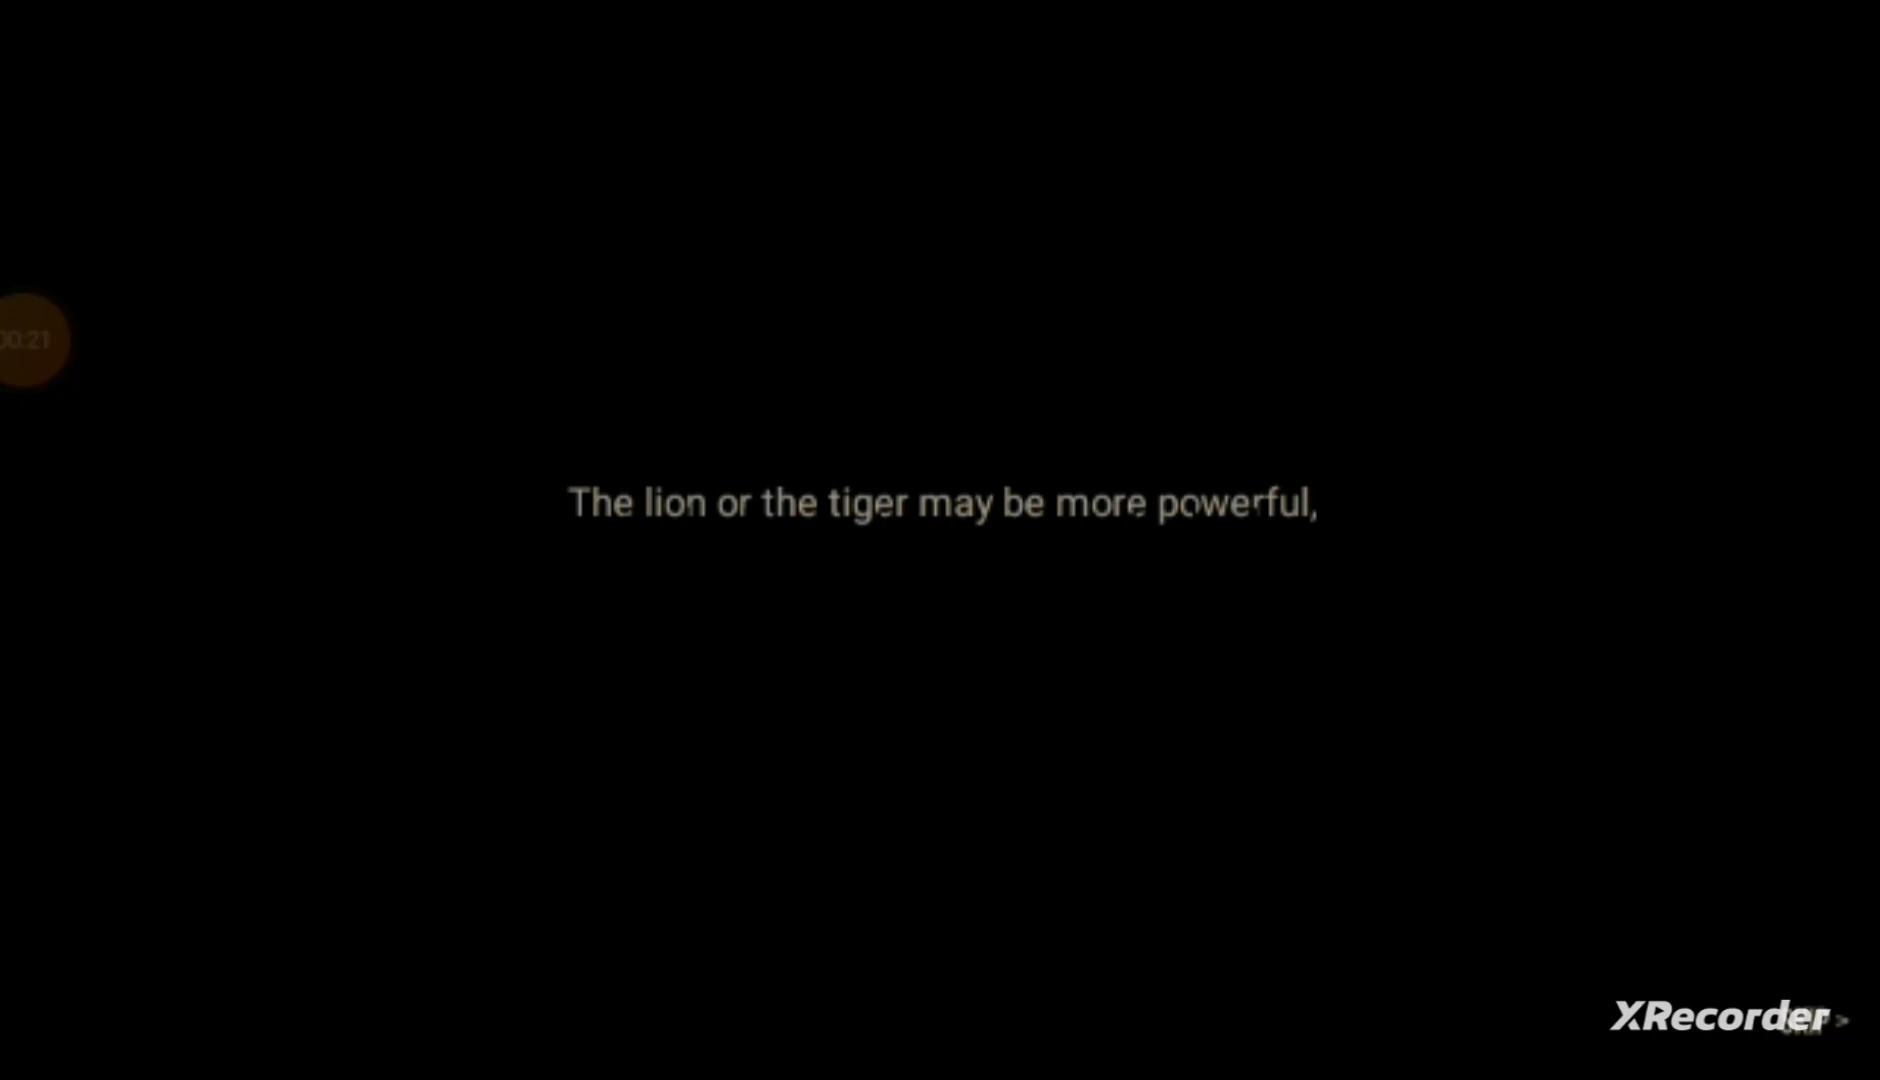 00:21
The lion or the tiger may be more powerful,
XRecorder
>